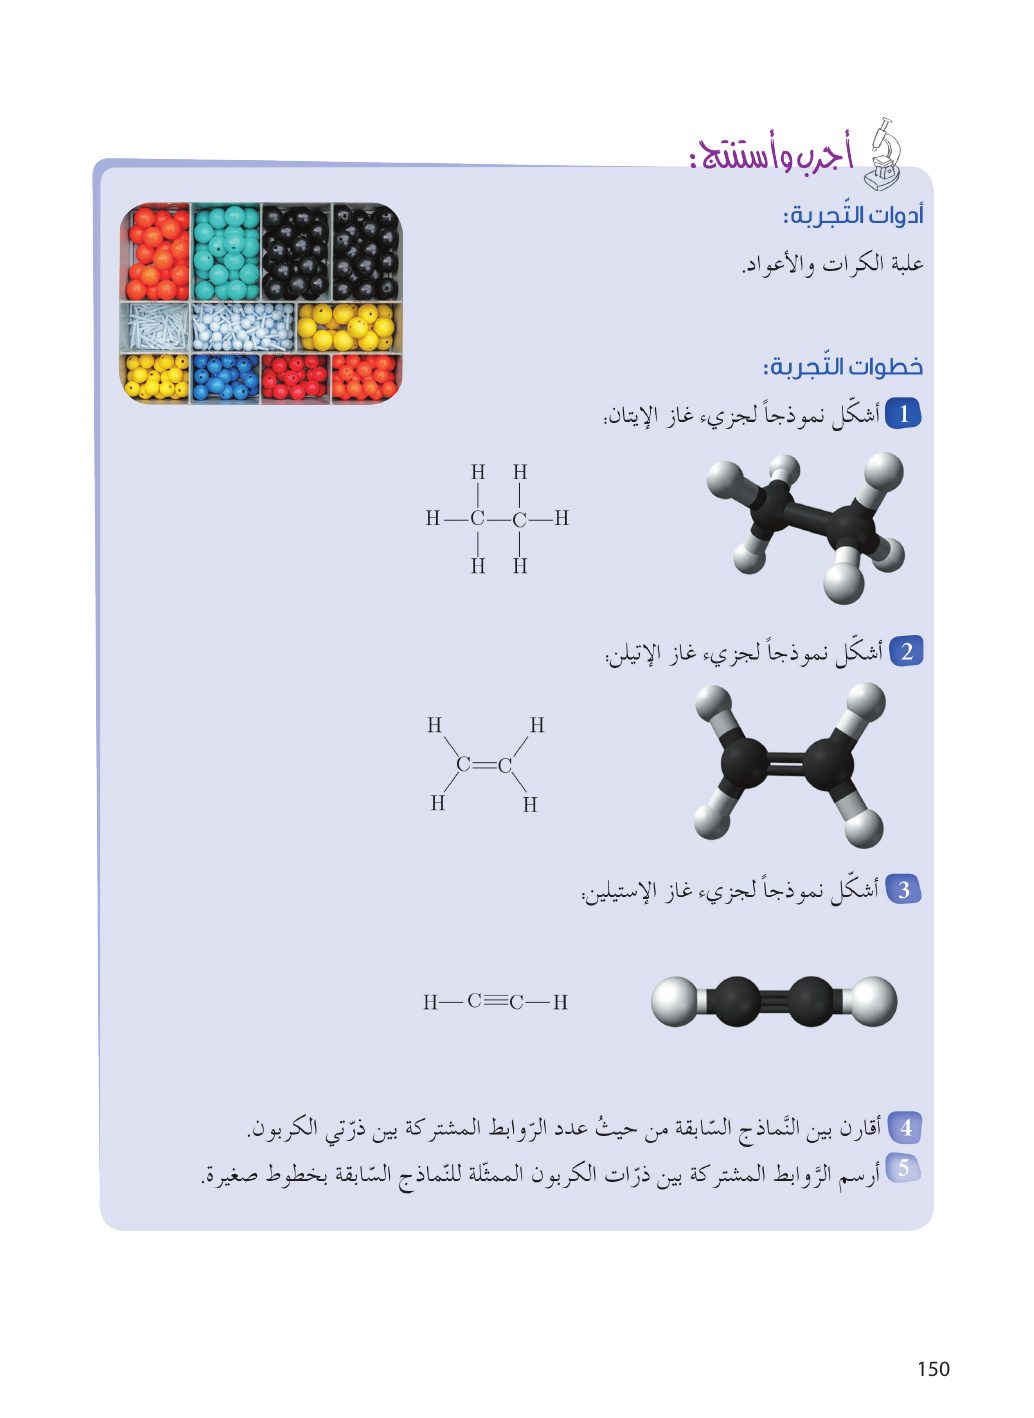 أجرب وأستنتج:
أدوات التّجربة:
علبة الكرات والأعواد.
خطوات التّجربة:
1 أشكّل نموذجاً لجزيء غاز الإيتان:
H H
H—C—C—H
H H
2 أشكّل نموذجاً لجزيء غاز الإتيلن:
H H
C=C
H H
3 أشكّل نموذجاً لجزيء غاز الإستيلين:
H—C≡C—H
4 أقارن بين النَّماذج السّابقة من حيثُ عدد الرّوابط المشتركة بين ذرّتي الكربون.
5 أرسم الرَّوابط المشتركة بين ذرّات الكربون الممثّلة للنّماذج السّابقة بخطوط صغيرة.
150